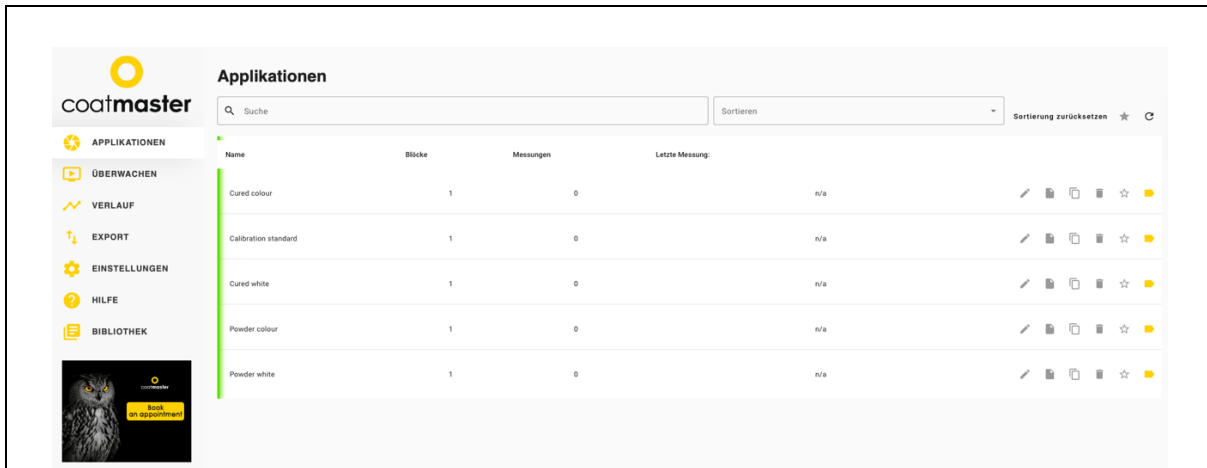 coatmaster
APPLIKATIONEN
ÜBERWACHEN
VERLAUF
EXPORT
EINSTELLUNGEN
HILFE
BIBLIOTHEK
coatmaster
Book
an appointment
Applikationen
Suche
Sortieren
Sortierung zurücksetzen
Name Blöcke Messungen Letzte Messung:
Cured colour 1 0 n/a
Calibration standard 1 0 n/a
Cured white 1 0 n/a
Powder colour 1 0 n/a
Powder white 1 0 n/a